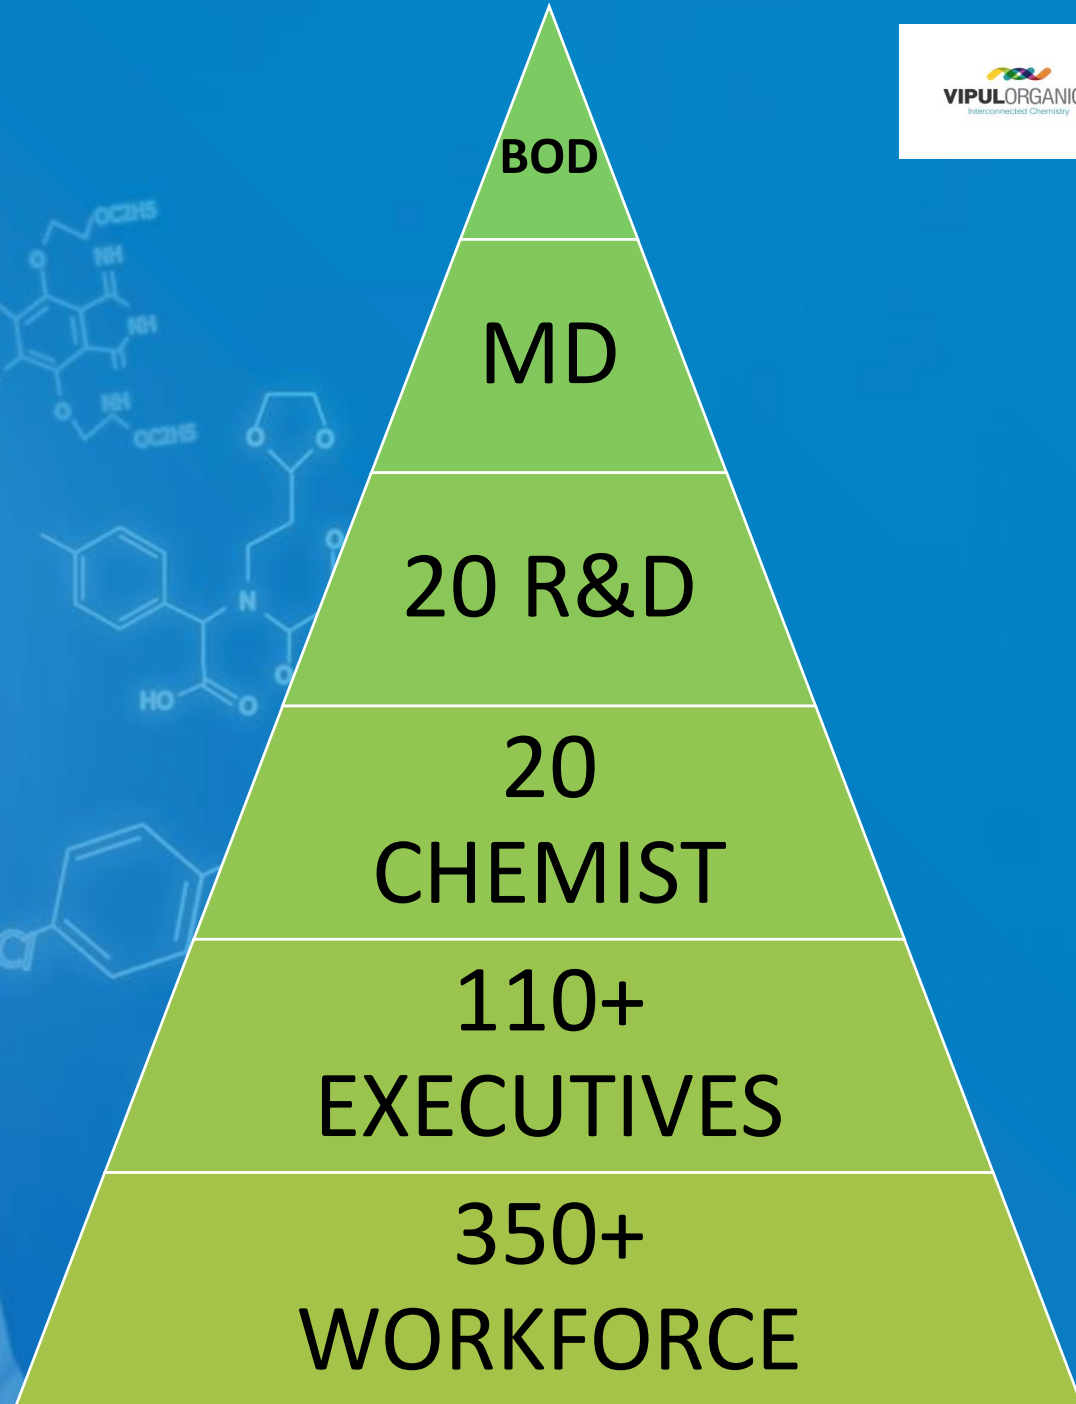 BOD
VIPULORGANIC
Interconnected Chemistry
MD
20 R&D
20
CHEMIST
110+
EXECUTIVES
350+
WORKFORCE
OC2H5
O
NH
NH
O
NH
OC2H5
O
O
O
N
O
HO
O
Cl